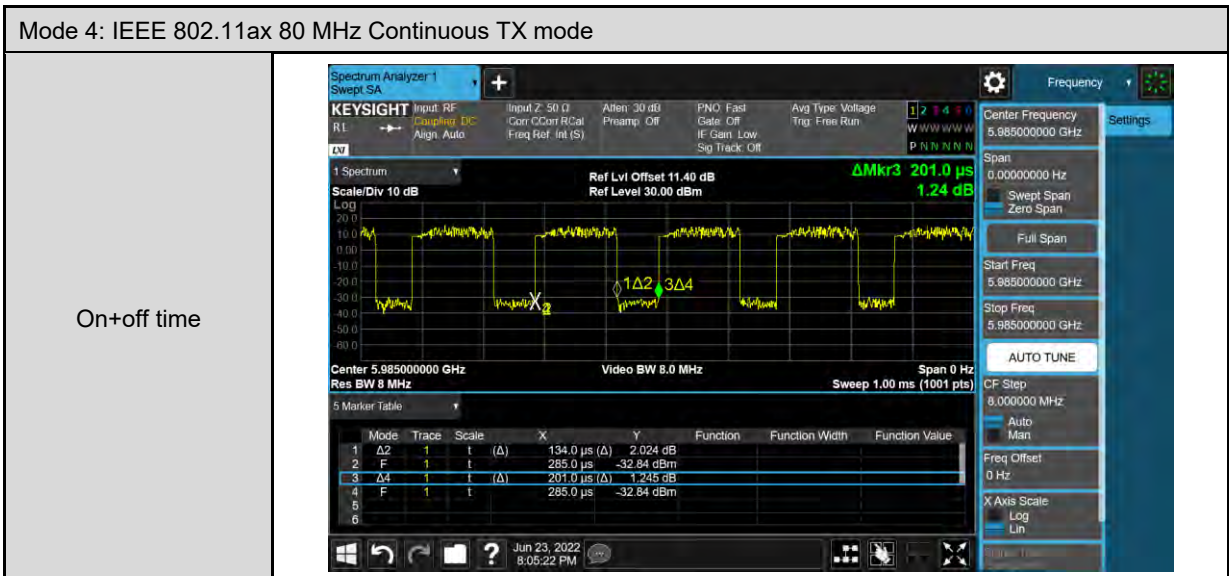 Mode 4: IEEE 802.11ax 80 MHz Continuous TX mode
On+off time
Spectrum Analyzer 1
Swept SA
+
Frequency
KEYSIGHT
RL
LXI
Input: RF
Coupling: DC
Align: Auto
Input Z: 50 Ω
Corr CCorr RCal
Freq Ref: Int (S)
Atten: 30 dB
Preamp: Off
PNO: Fast
Gate: Off
IF Gain: Low
Sig Track: Off
Avg Type: Voltage
Trig: Free Run
1 2 3 4 5 6
W W W W W W
P N N N N N
1 Spectrum
Scale/Div 10 dB
Ref Lvl Offset 11.40 dB
Ref Level 30.00 dBm
ΔMkr3 201.0 µs
1.24 dB
Log
20.0
10.0
0.00
-10.0
-20.0
-30.0
-40.0
-50.0
-60.0
X2
1Δ2
3Δ4
Center 5.985000000 GHz
Res BW 8 MHz
Video BW 8.0 MHz
Span 0 Hz
Sweep 1.00 ms (1001 pts)
5 Marker Table
Mode Trace Scale X Y Function Function Width Function Value
1 Δ2 1 t (Δ) 134.0 µs (Δ) 2.024 dB
2 F 1 t 285.0 µs -32.84 dBm
3 Δ4 1 t (Δ) 201.0 µs (Δ) 1.245 dB
4 F 1 t 285.0 µs -32.84 dBm
5
6
Jun 23, 2022
8:05:22 PM
?
Center Frequency
5.985000000 GHz
Settings
Span
0.00000000 Hz
Swept Span
Zero Span
Full Span
Start Freq
5.985000000 GHz
Stop Freq
5.985000000 GHz
AUTO TUNE
CF Step
8.000000 MHz
Auto
Man
Freq Offset
0 Hz
X Axis Scale
Log
Lin